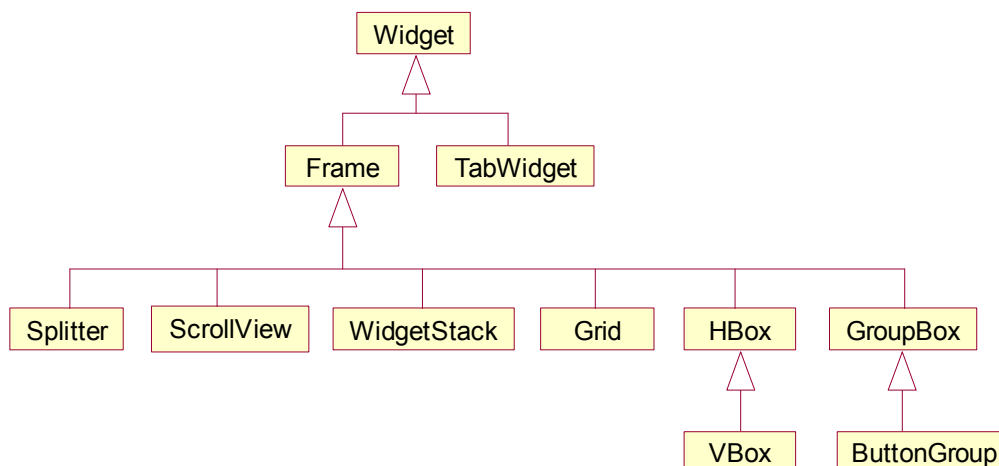 Widget
Frame
TabWidget
Splitter
ScrollView
WidgetStack
Grid
HBox
GroupBox
VBox
ButtonGroup